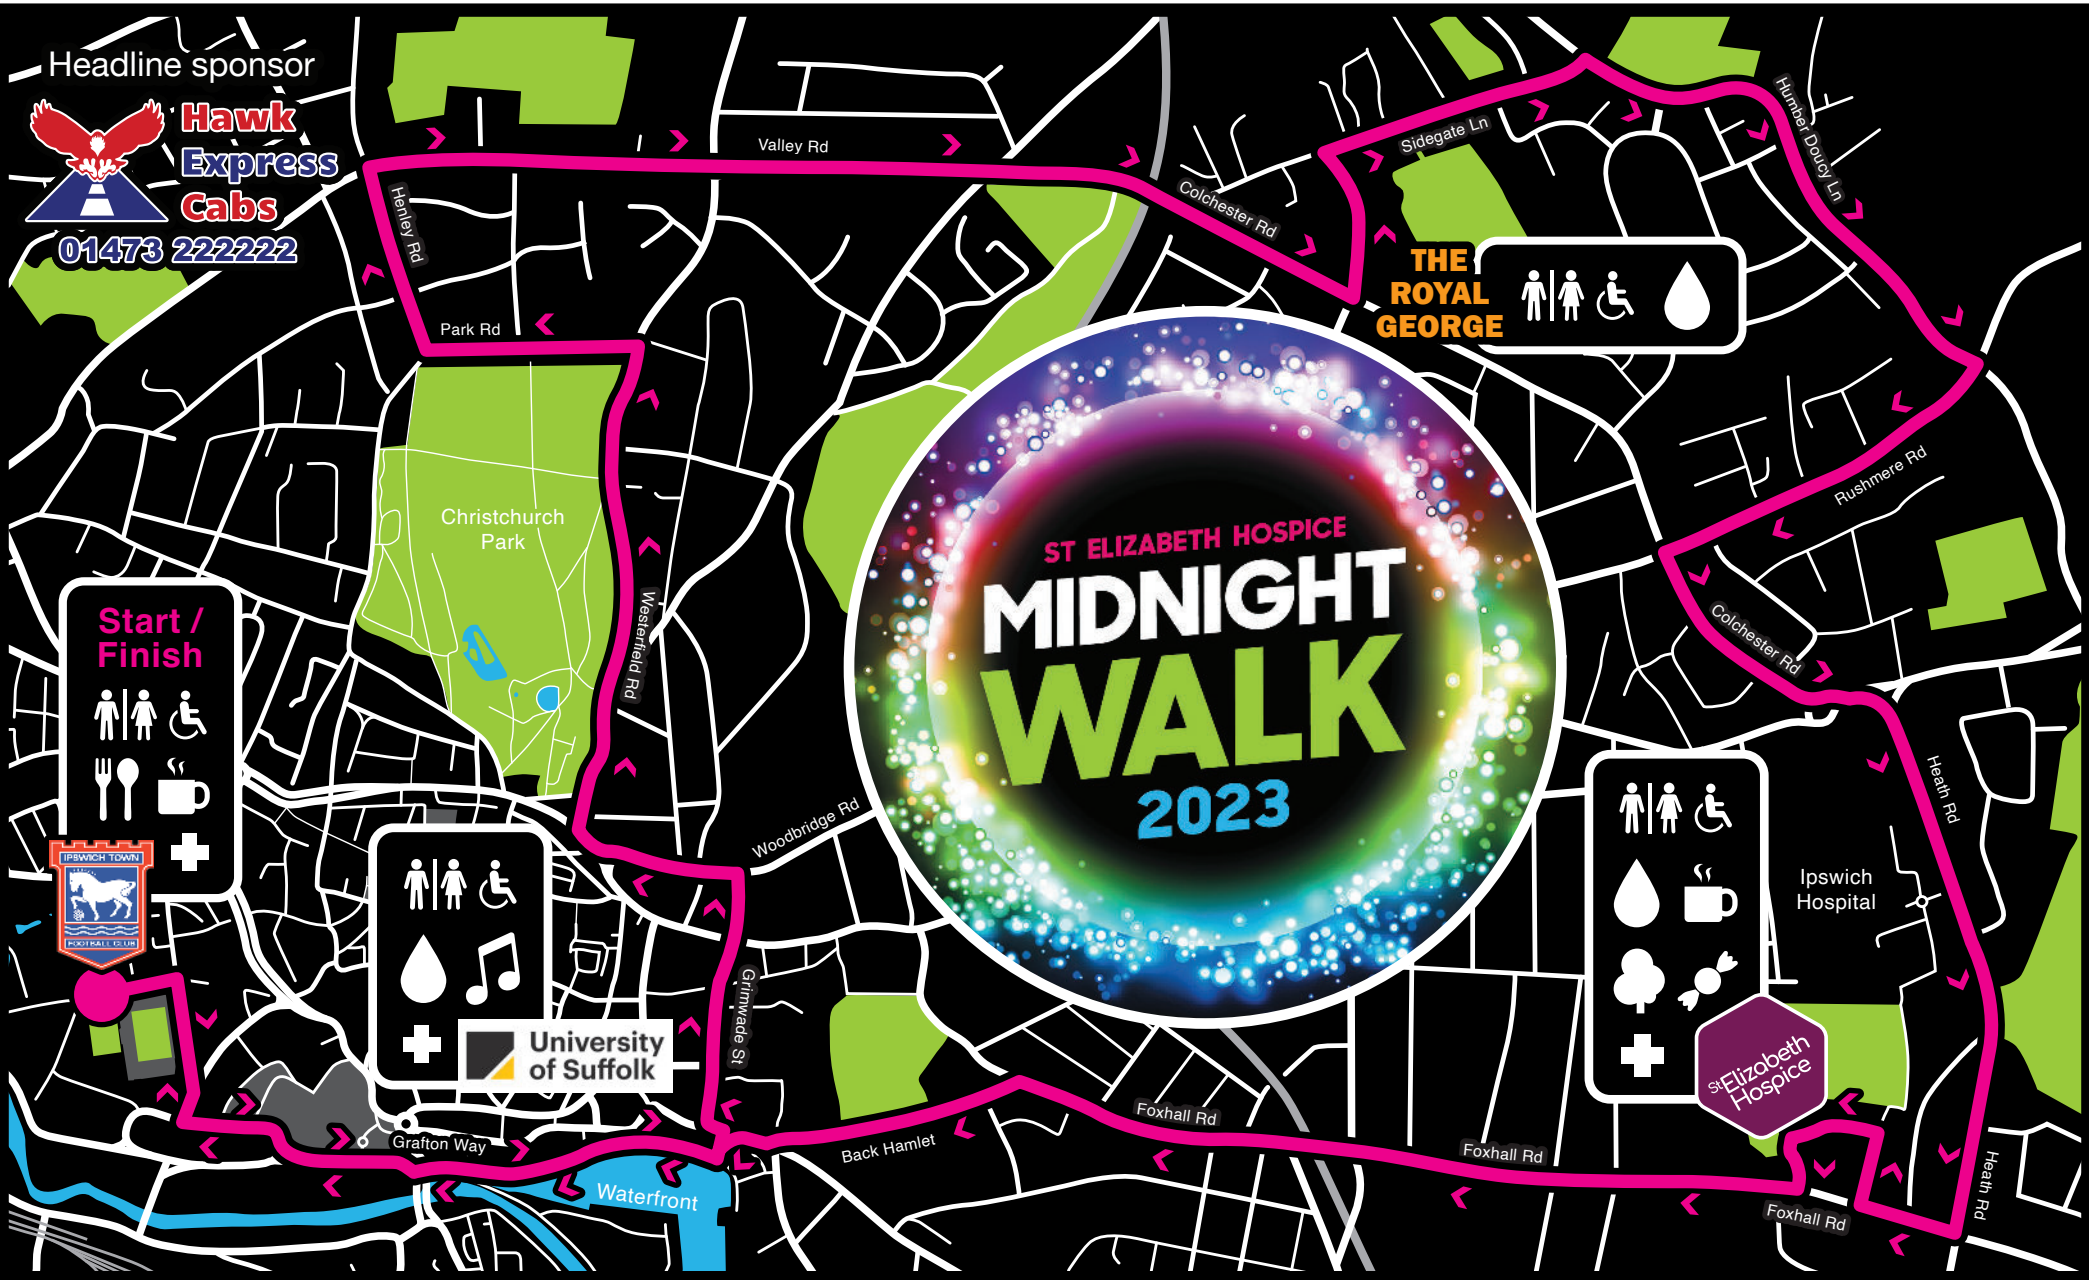 Headline sponsor
Hawk
Express
Cabs
01473 222222
Valley Rd
Henley Rd
Park Rd
Colchester Rd
Sidegate Ln
Humber Doucy Ln
THE
ROYAL
GEORGE
Rushmere Rd
Christchurch
Park
Westerfield Rd
ST ELIZABETH HOSPICE
MIDNIGHT
WALK
2023
Start /
Finish
IPSWICH TOWN
FOOTBALL CLUB
Woodbridge Rd
Colchester Rd
Heath Rd
Ipswich
Hospital
University
of Suffolk
Grimwade St
St Elizabeth
Hospice
Grafton Way
Waterfront
Back Hamlet
Foxhall Rd
Foxhall Rd
Foxhall Rd
Heath Rd